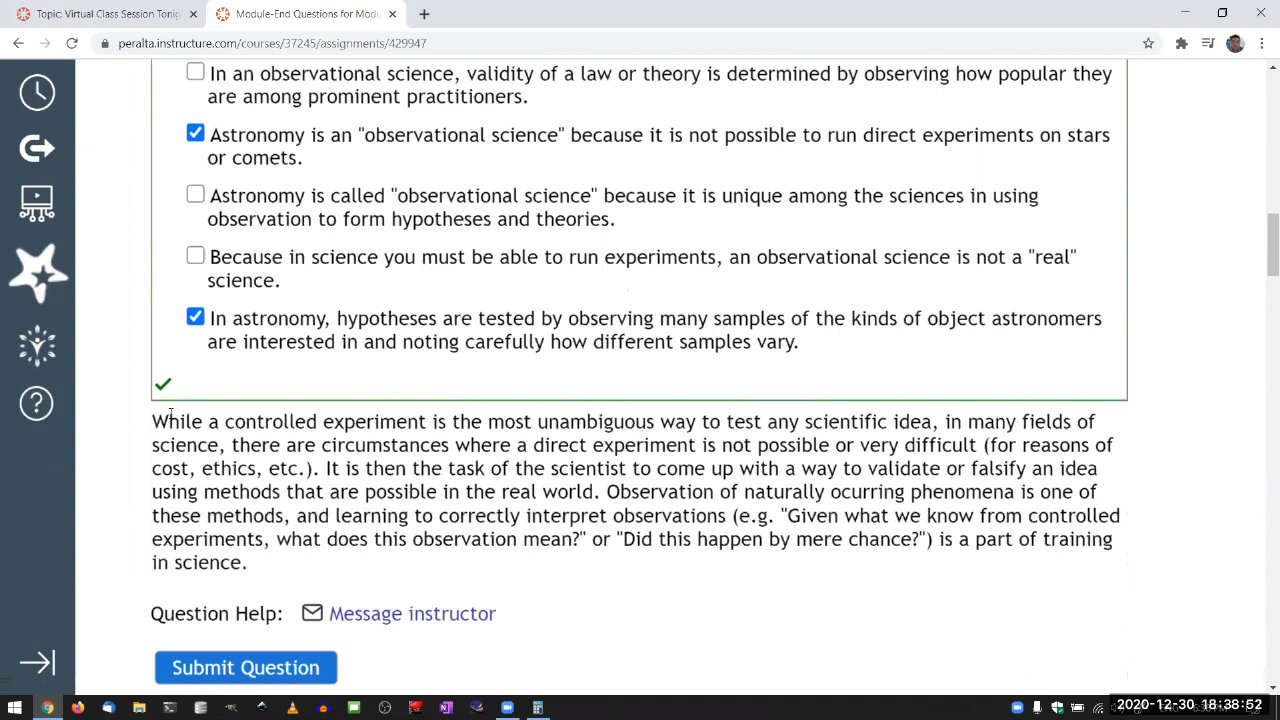 Topic: Virtual Class Session Tonig
Module-End Questions for Modu
peralta.instructure.com/courses/37245/assignments/429947
In an observational science, validity of a law or theory is determined by observing how popular they
are among prominent practitioners.
Astronomy is an "observational science" because it is not possible to run direct experiments on stars
or comets.
Astronomy is called "observational science" because it is unique among the sciences in using
observation to form hypotheses and theories.
Because in science you must be able to run experiments, an observational science is not a "real"
science.
In astronomy, hypotheses are tested by observing many samples of the kinds of object astronomers
are interested in and noting carefully how different samples vary.
While a controlled experiment is the most unambiguous way to test any scientific idea, in many fields of
science, there are circumstances where a direct experiment is not possible or very difficult (for reasons of
cost, ethics, etc.). It is then the task of the scientist to come up with a way to validate or falsify an idea
using methods that are possible in the real world. Observation of naturally ocurring phenomena is one of
these methods, and learning to correctly interpret observations (e.g. "Given what we know from controlled
experiments, what does this observation mean?" or "Did this happen by mere chance?") is a part of training
in science.
Question Help: Message instructor
Submit Question
2020-12-30 18:38:52